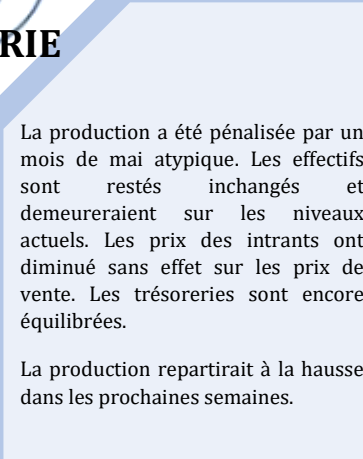 RIE
La production a été pénalisée par un
mois de mai atypique. Les effectifs
sont restés inchangés et
demeureraient sur les niveaux
actuels. Les prix des intrants ont
diminué sans effet sur les prix de
vente. Les trésoreries sont encore
équilibrées.
La production repartirait à la hausse
dans les prochaines semaines.